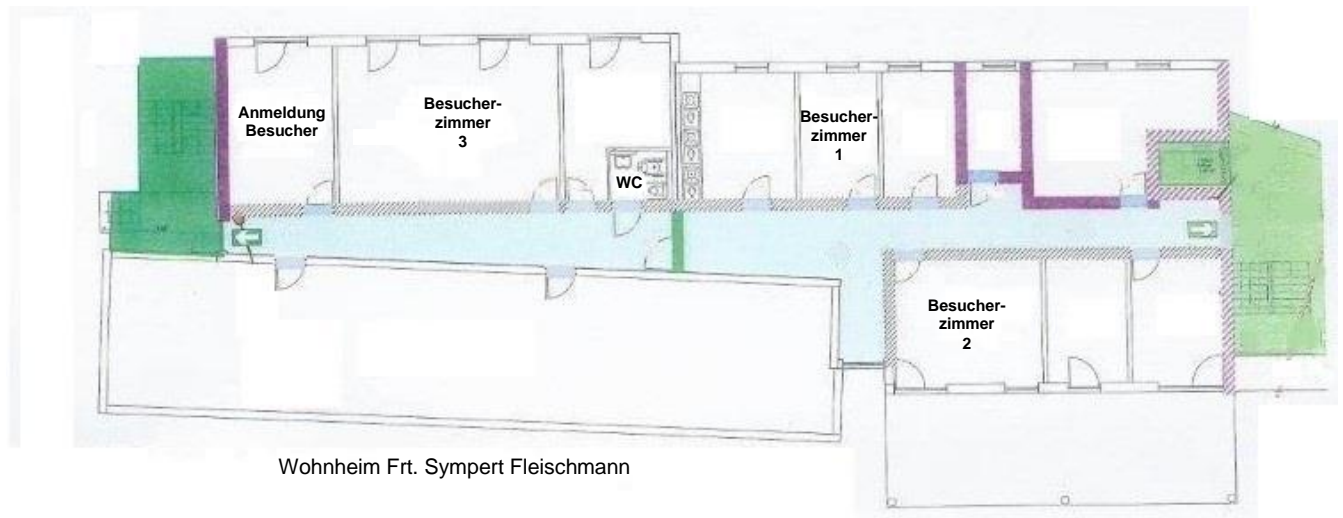 Anmeldung
Besucher
Besucher-
zimmer
3
WC
Besucher-
zimmer
1
Besucher-
zimmer
2
Wohnheim Frt. Sympert Fleischmann